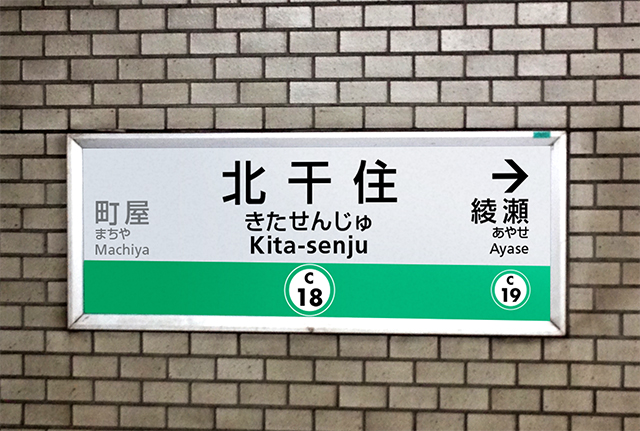 町屋
まちや
Machiya
北千住
きたせんじゅ
Kita-senju
C
18
→
綾瀬
あやせ
Ayase
C
19